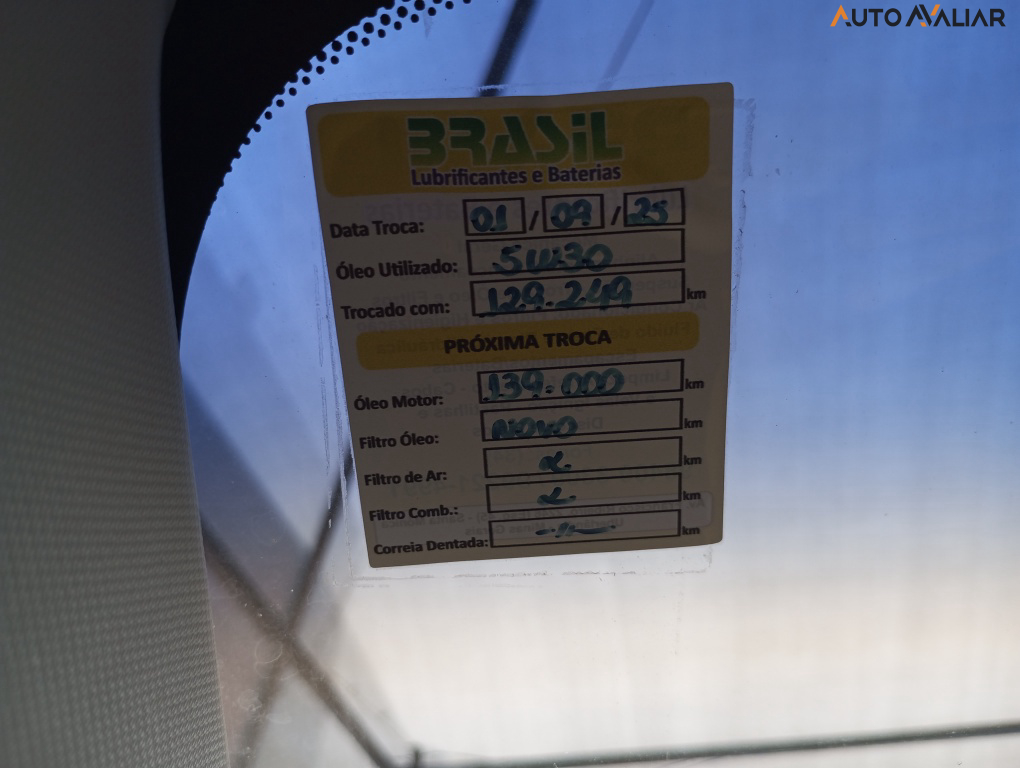 AUTO AVALIAR
BRASIL
Lubrificantes e Baterias
Data Troca: 01 / 09 / 25
Óleo Utilizado: 5W30
Trocado com: 129.249 km
PRÓXIMA TROCA
Óleo Motor: 139.000 km
Filtro Óleo: NOVO km
Filtro de Ar: km
Filtro Comb.: km
Correia Dentada: km